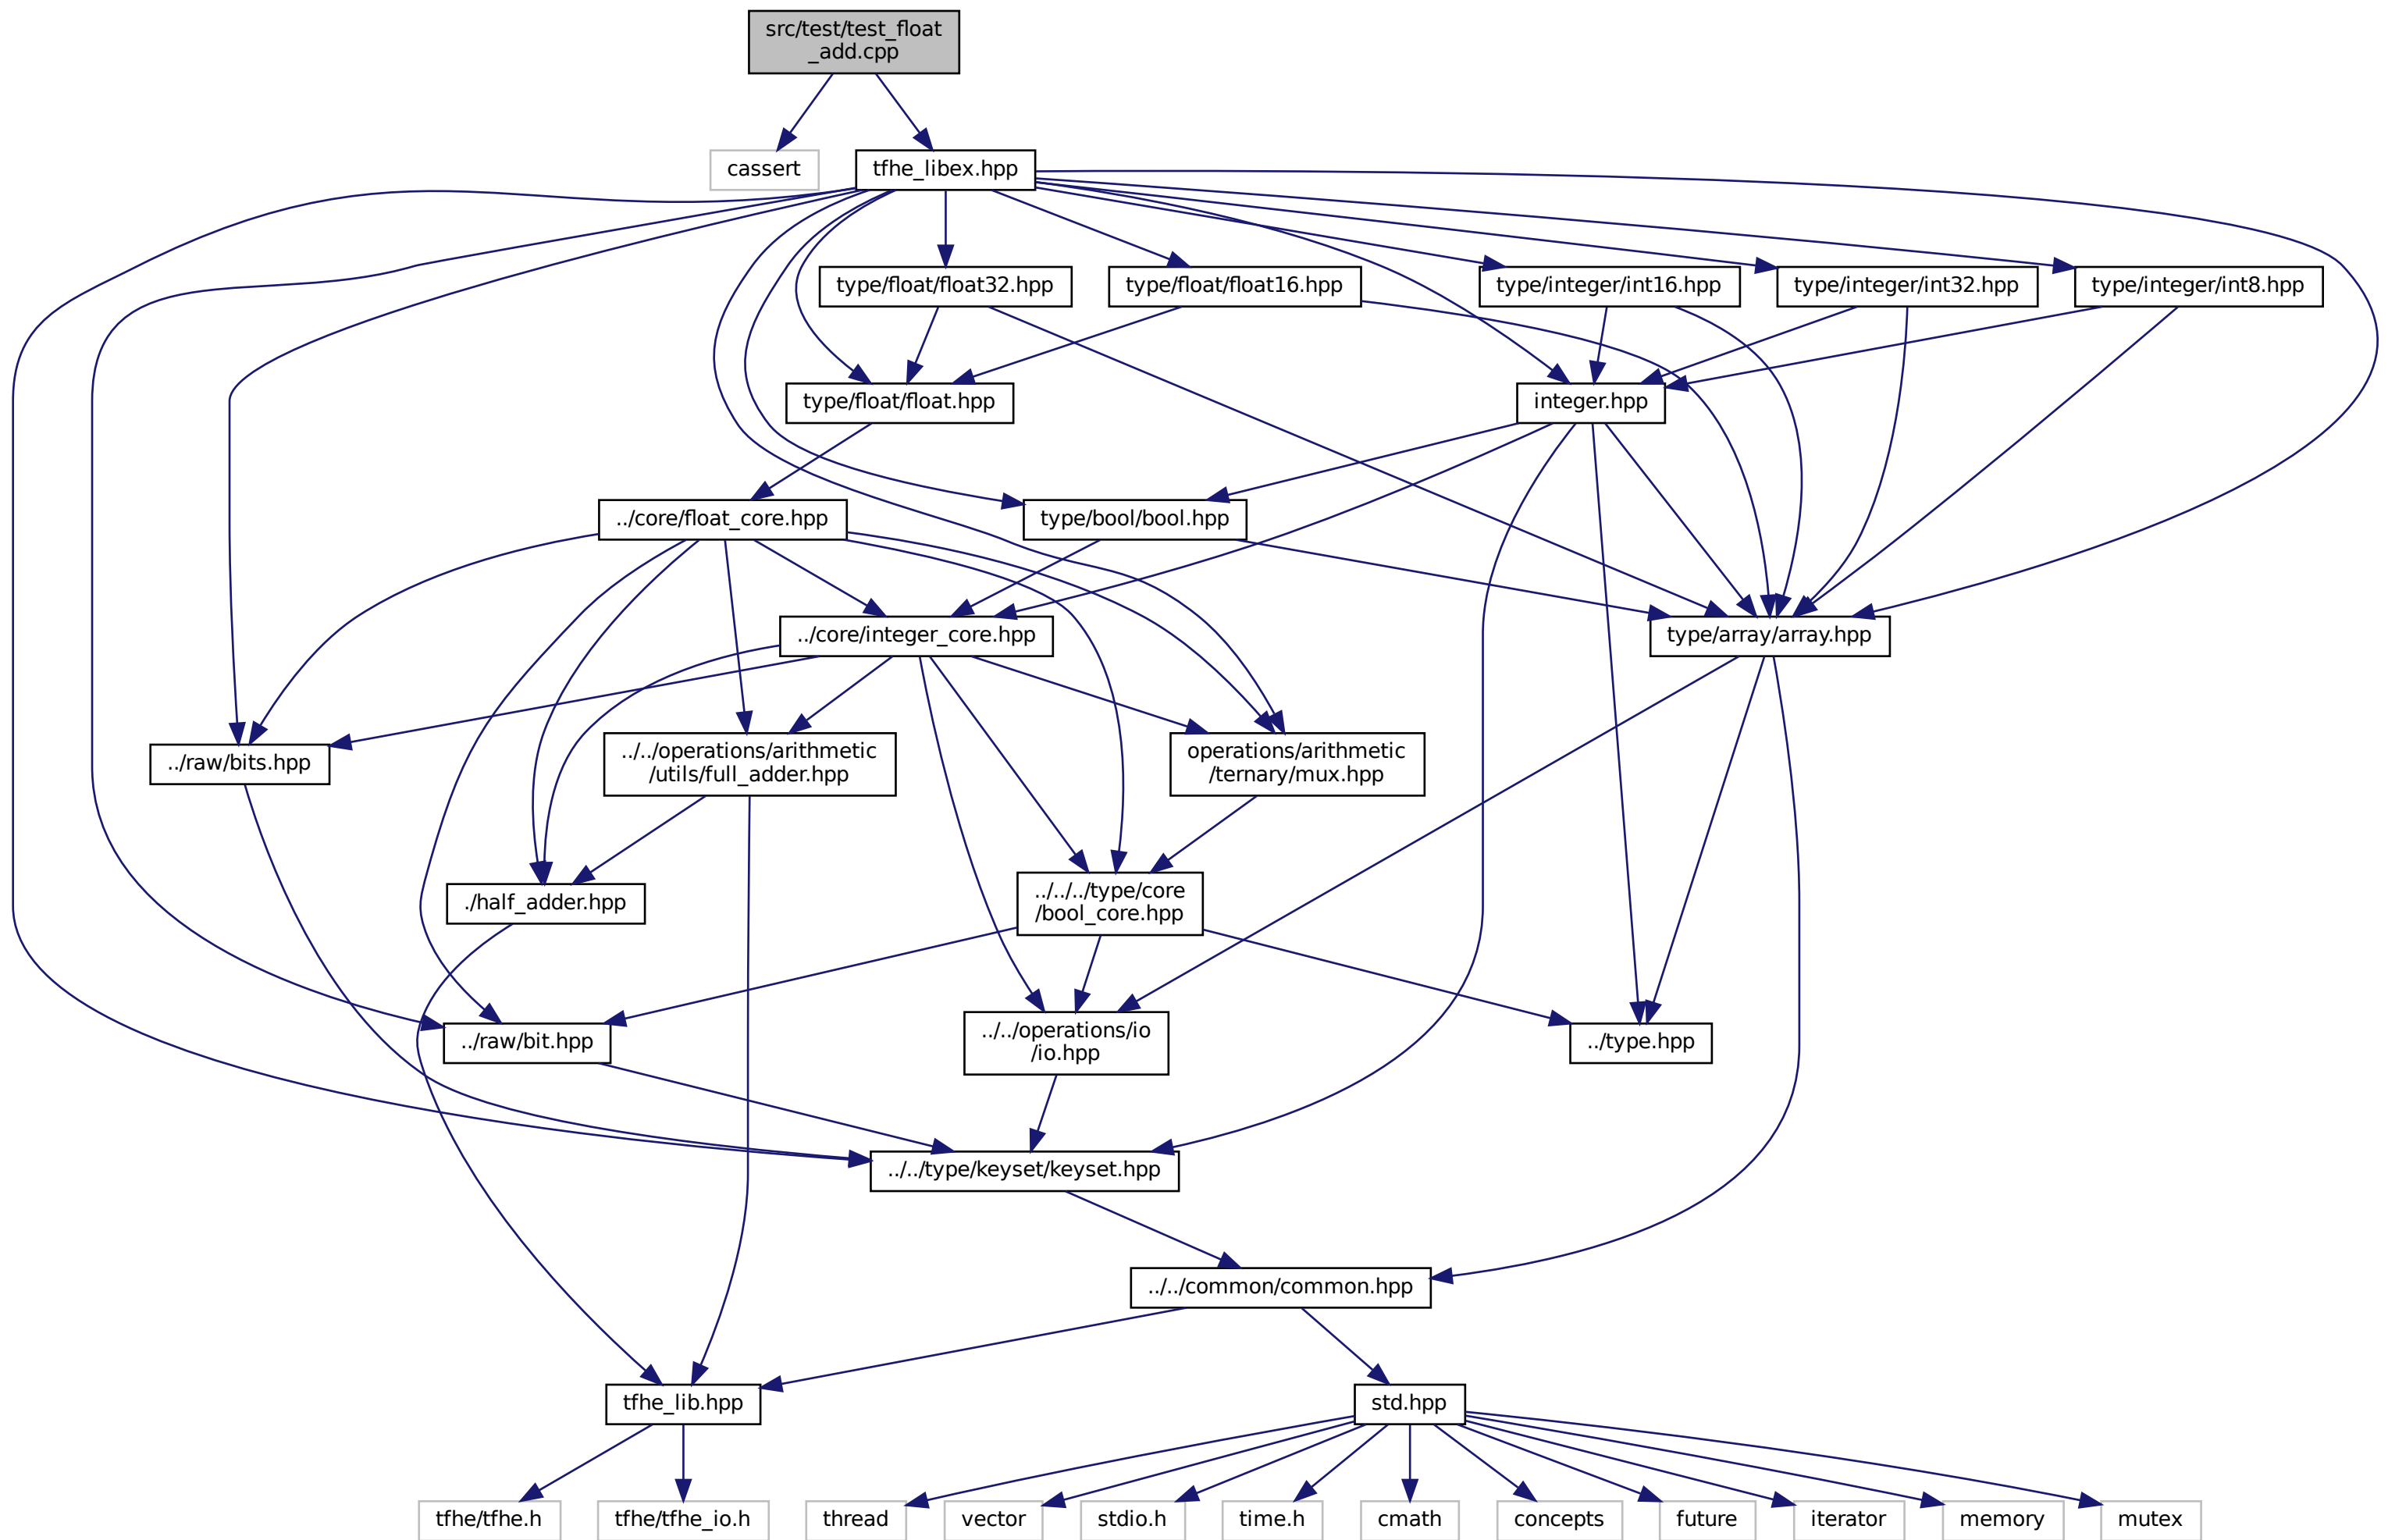 src/test/test_float
_add.cpp
cassert
tfhe_libex.hpp
type/float/float32.hpp
type/float/float16.hpp
type/integer/int16.hpp
type/integer/int32.hpp
type/integer/int8.hpp
type/float/float.hpp
integer.hpp
../core/float_core.hpp
type/bool/bool.hpp
../core/integer_core.hpp
type/array/array.hpp
../raw/bits.hpp
../../operations/arithmetic
/utils/full_adder.hpp
operations/arithmetic
/ternary/mux.hpp
./half_adder.hpp
../../../type/core
/bool_core.hpp
../raw/bit.hpp
../../operations/io
/io.hpp
../type.hpp
../../type/keyset/keyset.hpp
../../common/common.hpp
tfhe_lib.hpp
std.hpp
tfhe/tfhe.h
tfhe/tfhe_io.h
thread
vector
stdio.h
time.h
cmath
concepts
future
iterator
memory
mutex